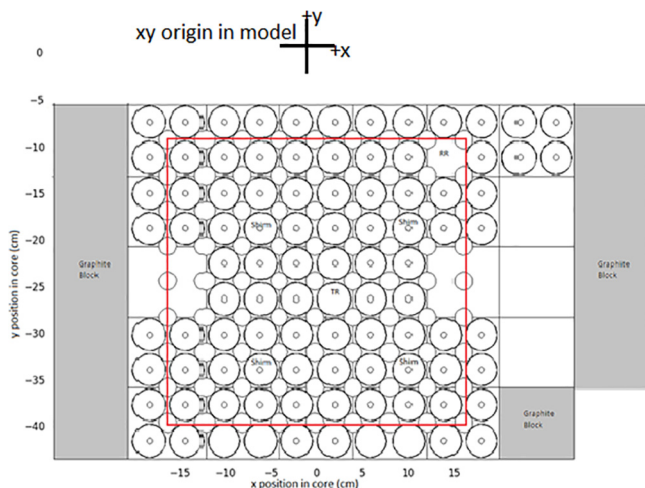 +y
xy origin in model
+x
0
−5
−10
RR
−15
Shim
Shim
−20
Graphite
Block
Graphite
Block
−25
TR
−30
Shim
Shim
−35
Graphite
Block
−40
−15 −10 −5 0 5 10 15
x position in core (cm)
y position in core (cm)